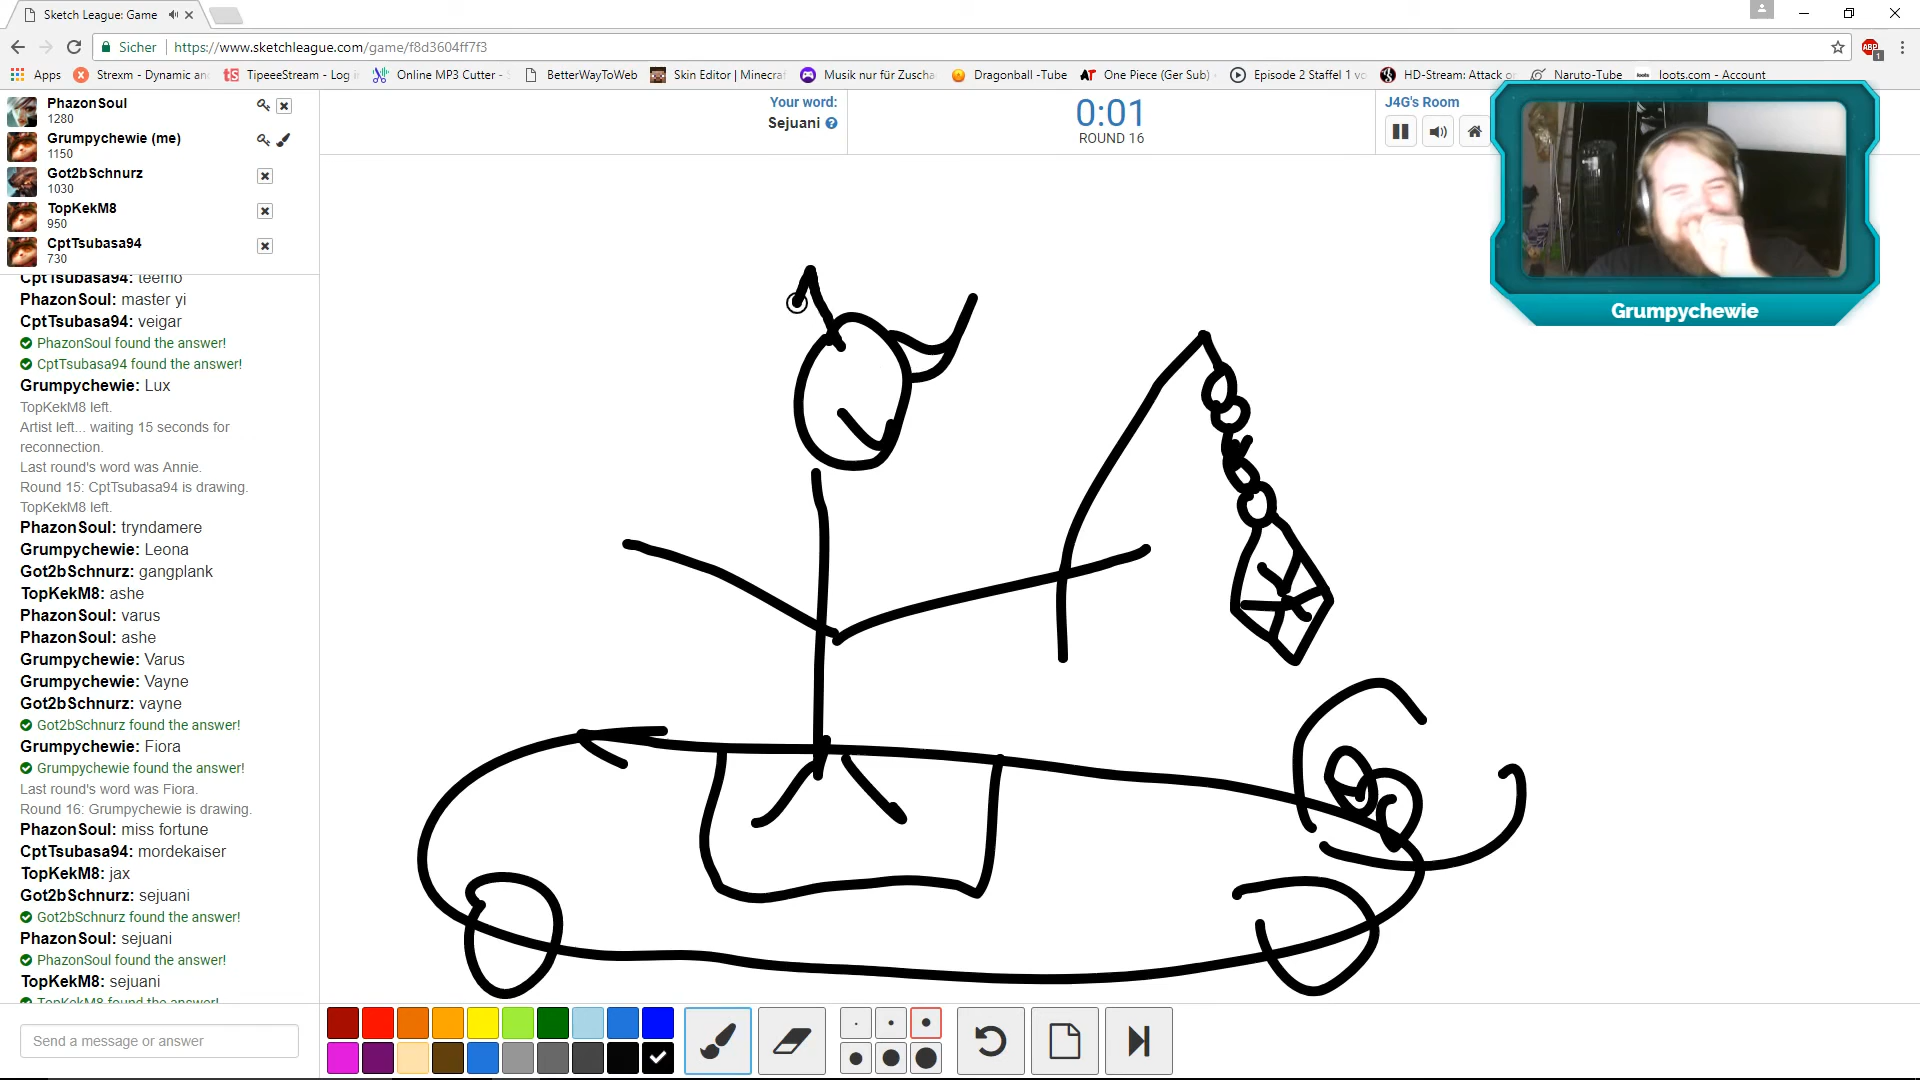 Sketch League: Game
Sicher https://www.sketchleague.com/game/f8d3604ff7f3
ABP 1
Apps Strexm - Dynamic an TipeeeStream - Log i Online MP3 Cutter - S BetterWayToWeb Skin Editor | Minecraf Musik nur für Zuscha Dragonball -Tube One Piece (Ger Sub) Episode 2 Staffel 1 vo HD-Stream: Attack o Naruto-Tube loots.com - Account
PhazonSoul
1280
Grumpychewie (me)
1150
Got2bSchnurz
1030
TopKekM8
950
CptTsubasa94
730
Your word:
Sejuani
0:01
ROUND 16
J4G's Room
Grumpychewie
CptTsubasa94: teemo
PhazonSoul: master yi
CptTsubasa94: veigar
PhazonSoul found the answer!
CptTsubasa94 found the answer!
Grumpychewie: Lux
TopKekM8 left.
Artist left... waiting 15 seconds for
reconnection.
Last round's word was Annie.
Round 15: CptTsubasa94 is drawing.
TopKekM8 left.
PhazonSoul: tryndamere
Grumpychewie: Leona
Got2bSchnurz: gangplank
TopKekM8: ashe
PhazonSoul: varus
PhazonSoul: ashe
Grumpychewie: Varus
Grumpychewie: Vayne
Got2bSchnurz: vayne
Got2bSchnurz found the answer!
Grumpychewie: Fiora
Grumpychewie found the answer!
Last round's word was Fiora.
Round 16: Grumpychewie is drawing.
PhazonSoul: miss fortune
CptTsubasa94: mordekaiser
TopKekM8: jax
Got2bSchnurz: sejuani
Got2bSchnurz found the answer!
PhazonSoul: sejuani
PhazonSoul found the answer!
TopKekM8: sejuani
TopKekM8 found the answer!
Send a message or answer